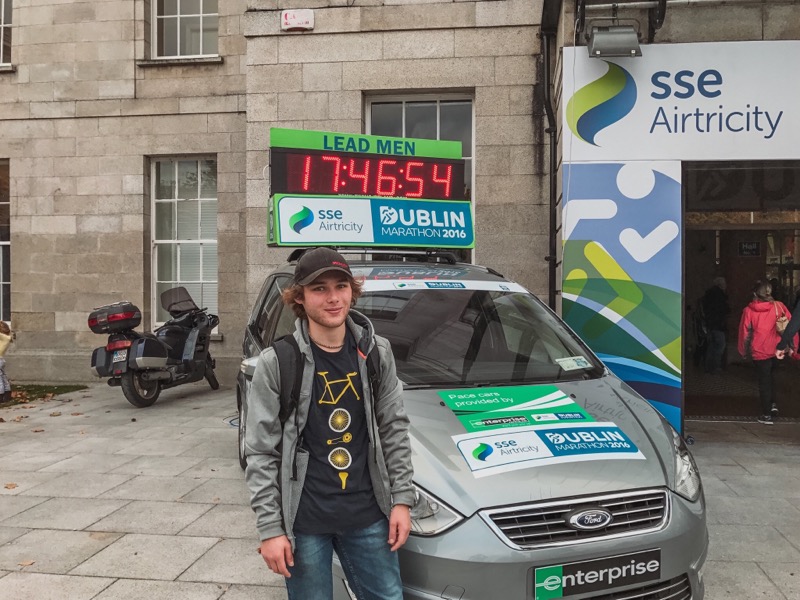 sse
Airtricity
LEAD MEN
17:46:54
sse
Airtricity
DUBLIN
MARATHON 2016
Pace cars
provided by
enterprise
sse
Airtricity
DUBLIN
MARATHON 2016
Ford
enterprise